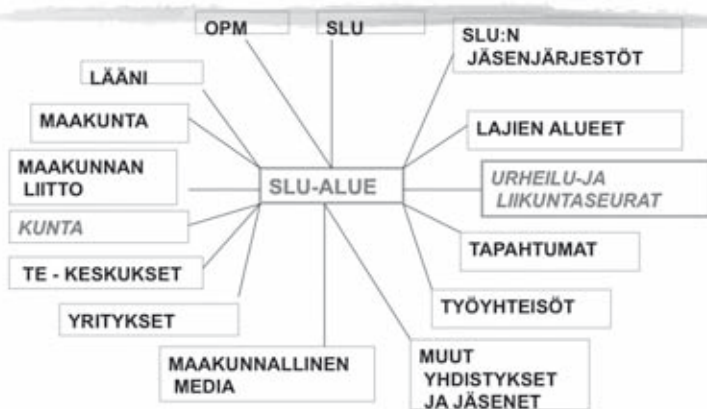 OPM
SLU
SLU:N
JÄSENJÄRJESTÖT
LÄÄNI
MAAKUNTA
LAJIEN ALUEET
MAAKUNNAN
LIITTO
SLU-ALUE
URHEILU-JA
LIIKUNTASEURAT
KUNTA
TAPAHTUMAT
TE - KESKUKSET
YRITYKSET
TYÖYHTEISÖT
MAAKUNNALLINEN
MEDIA
MUUT
YHDISTYKSET
JA JÄSENET